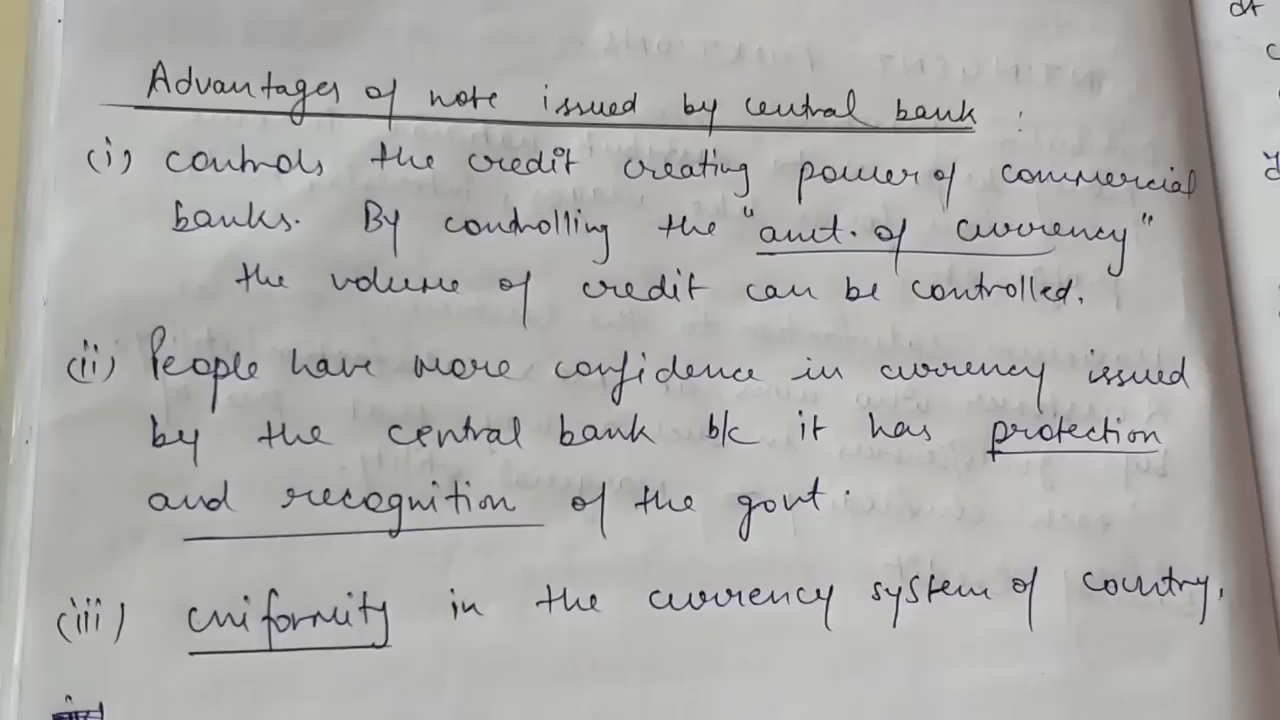 Advantages of note issued by central bank :
(i) controls the credit creating power of commercial
banks. By controlling the "amt. of currency"
the volume of credit can be controlled.
(ii) People have more confidence in currency issued
by the central bank b/c it has protection
and recognition of the govt.
(iii) uniformity in the currency system of country.